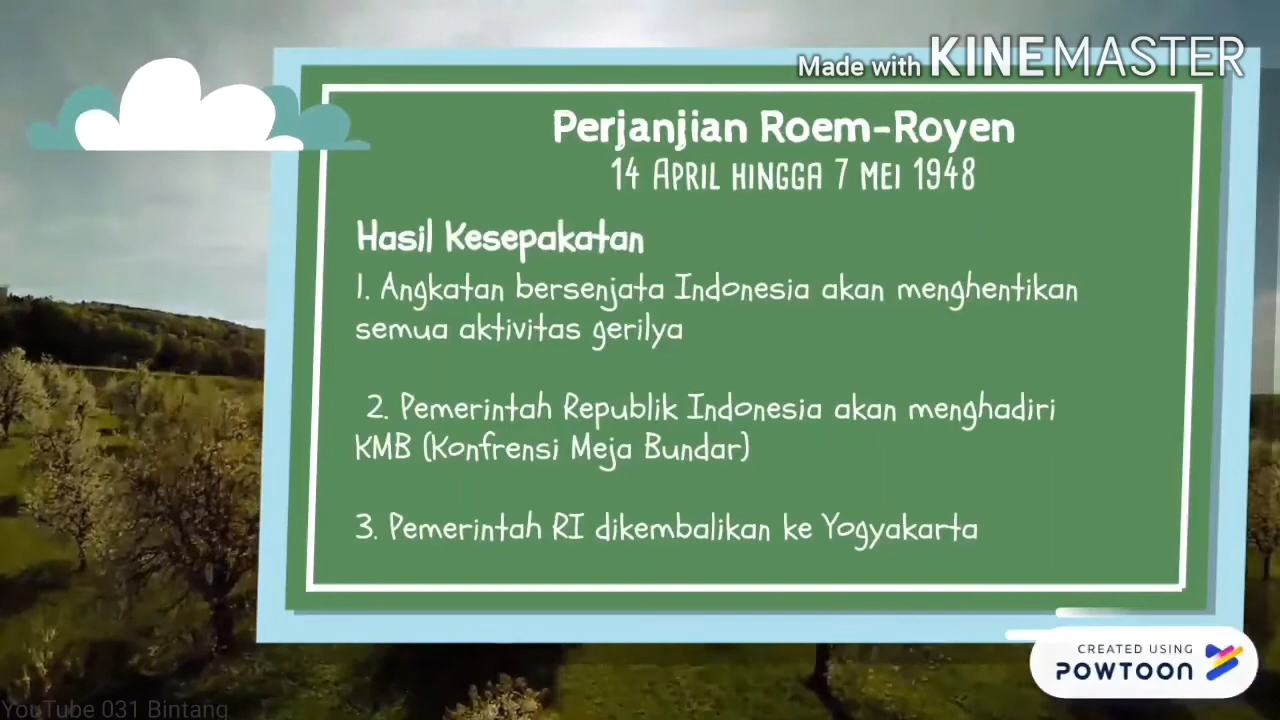 Made with KINEMASTER
Perjanjian Roem-Royen
14 APRIL HINGGA 7 MEI 1948
Hasil Kesepakatan
1. Angkatan bersenjata Indonesia akan menghentikan
semua aktivitas gerilya
2. Pemerintah Republik Indonesia akan menghadiri
KMB (Konfrensi Meja Bundar)
3. Pemerintah RI dikembalikan ke Yogyakarta
CREATED USING
POWTOON
YouTube 031 Bintang